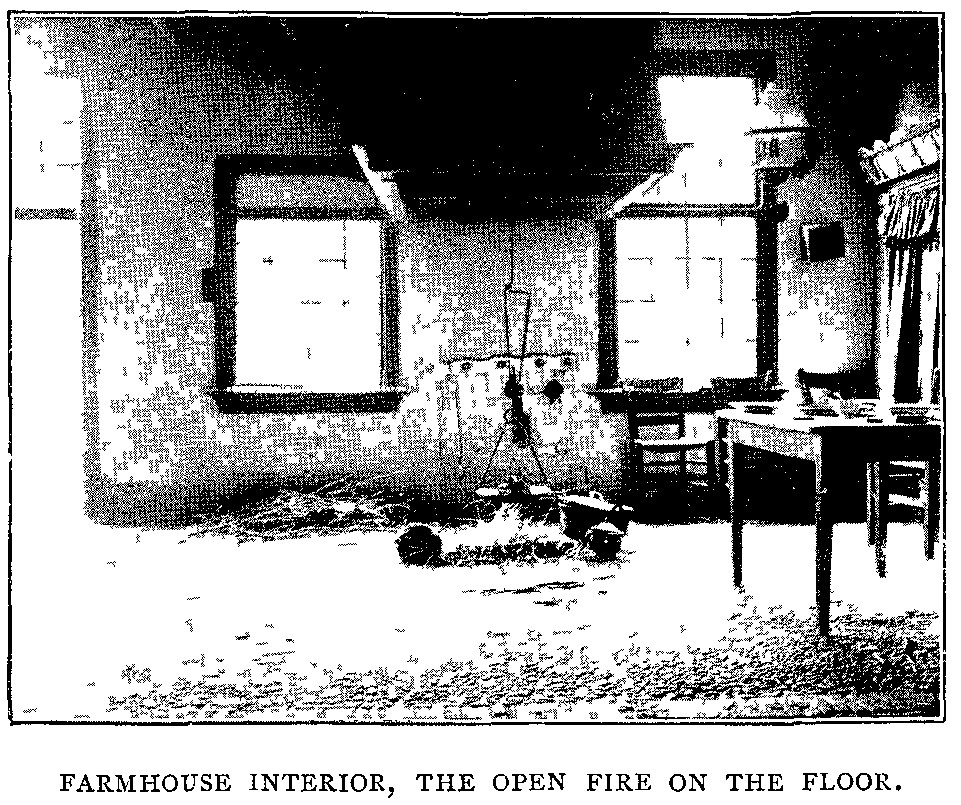 FARMHOUSE INTERIOR, THE OPEN FIRE ON THE FLOOR.